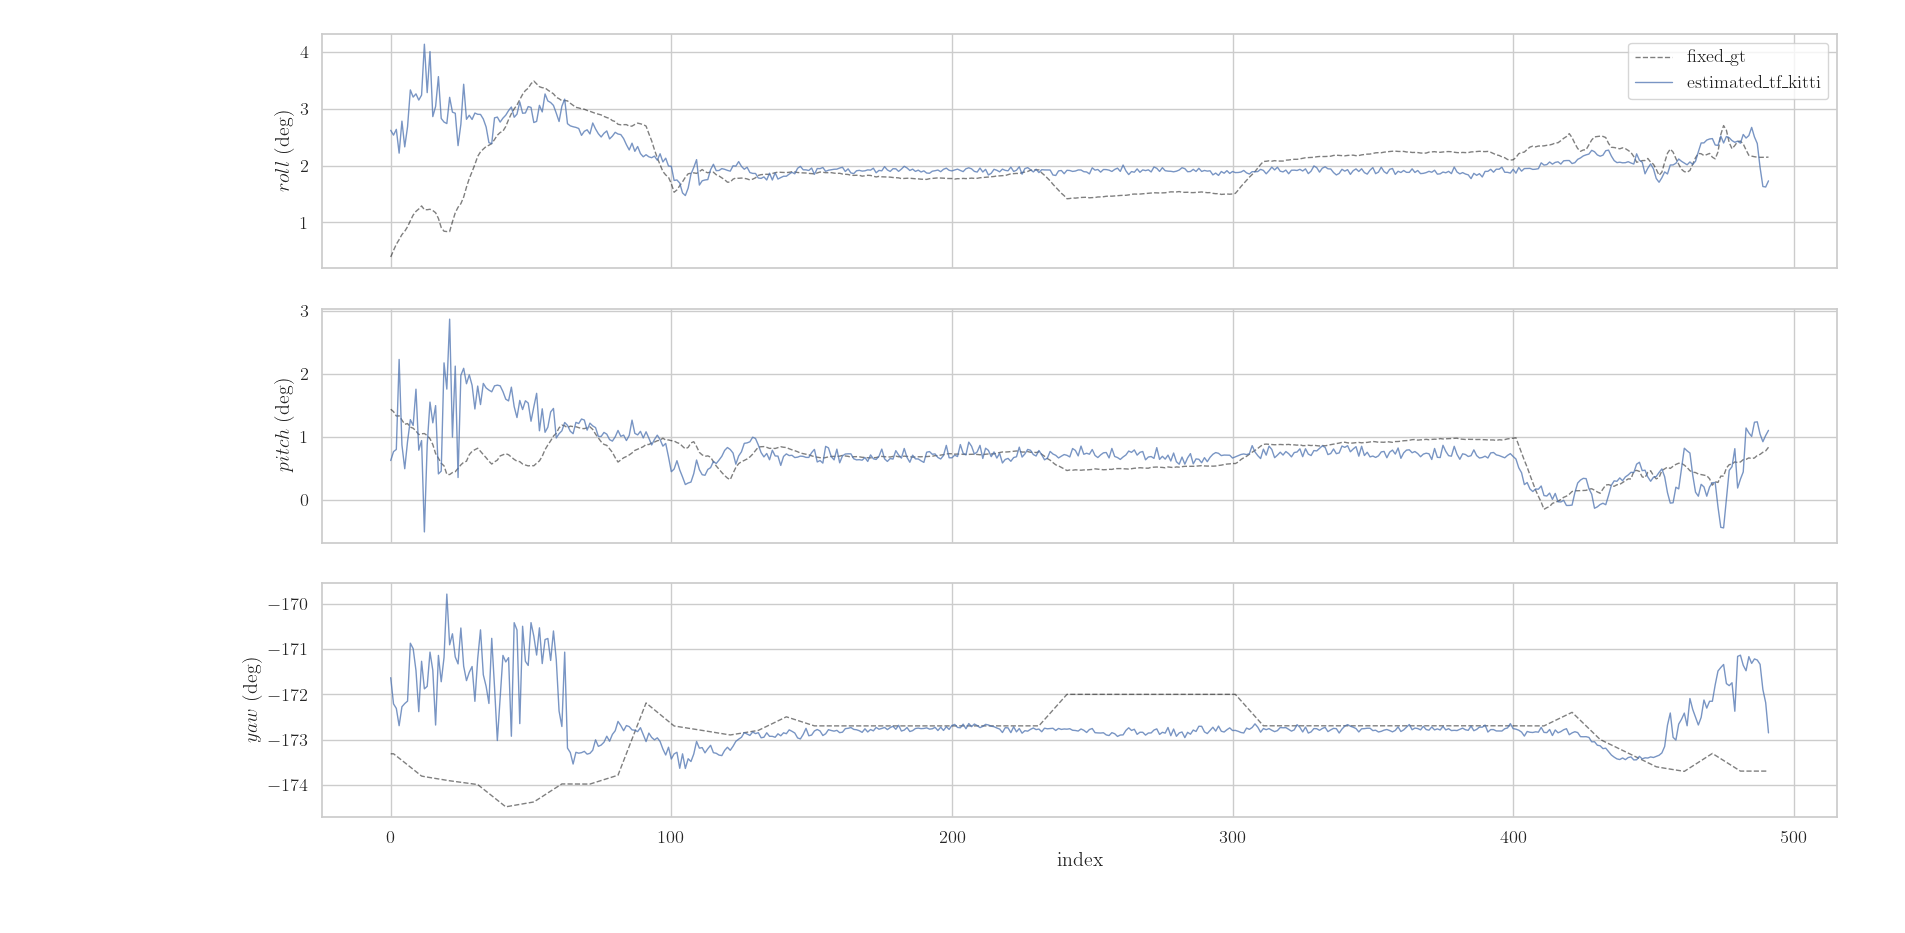 4
3
2
1
roll (deg)
fixed_gt
estimated_tf_kitti
3
2
1
0
pitch (deg)
−170
−171
−172
−173
−174
yaw (deg)
0 100 200 300 400 500
index